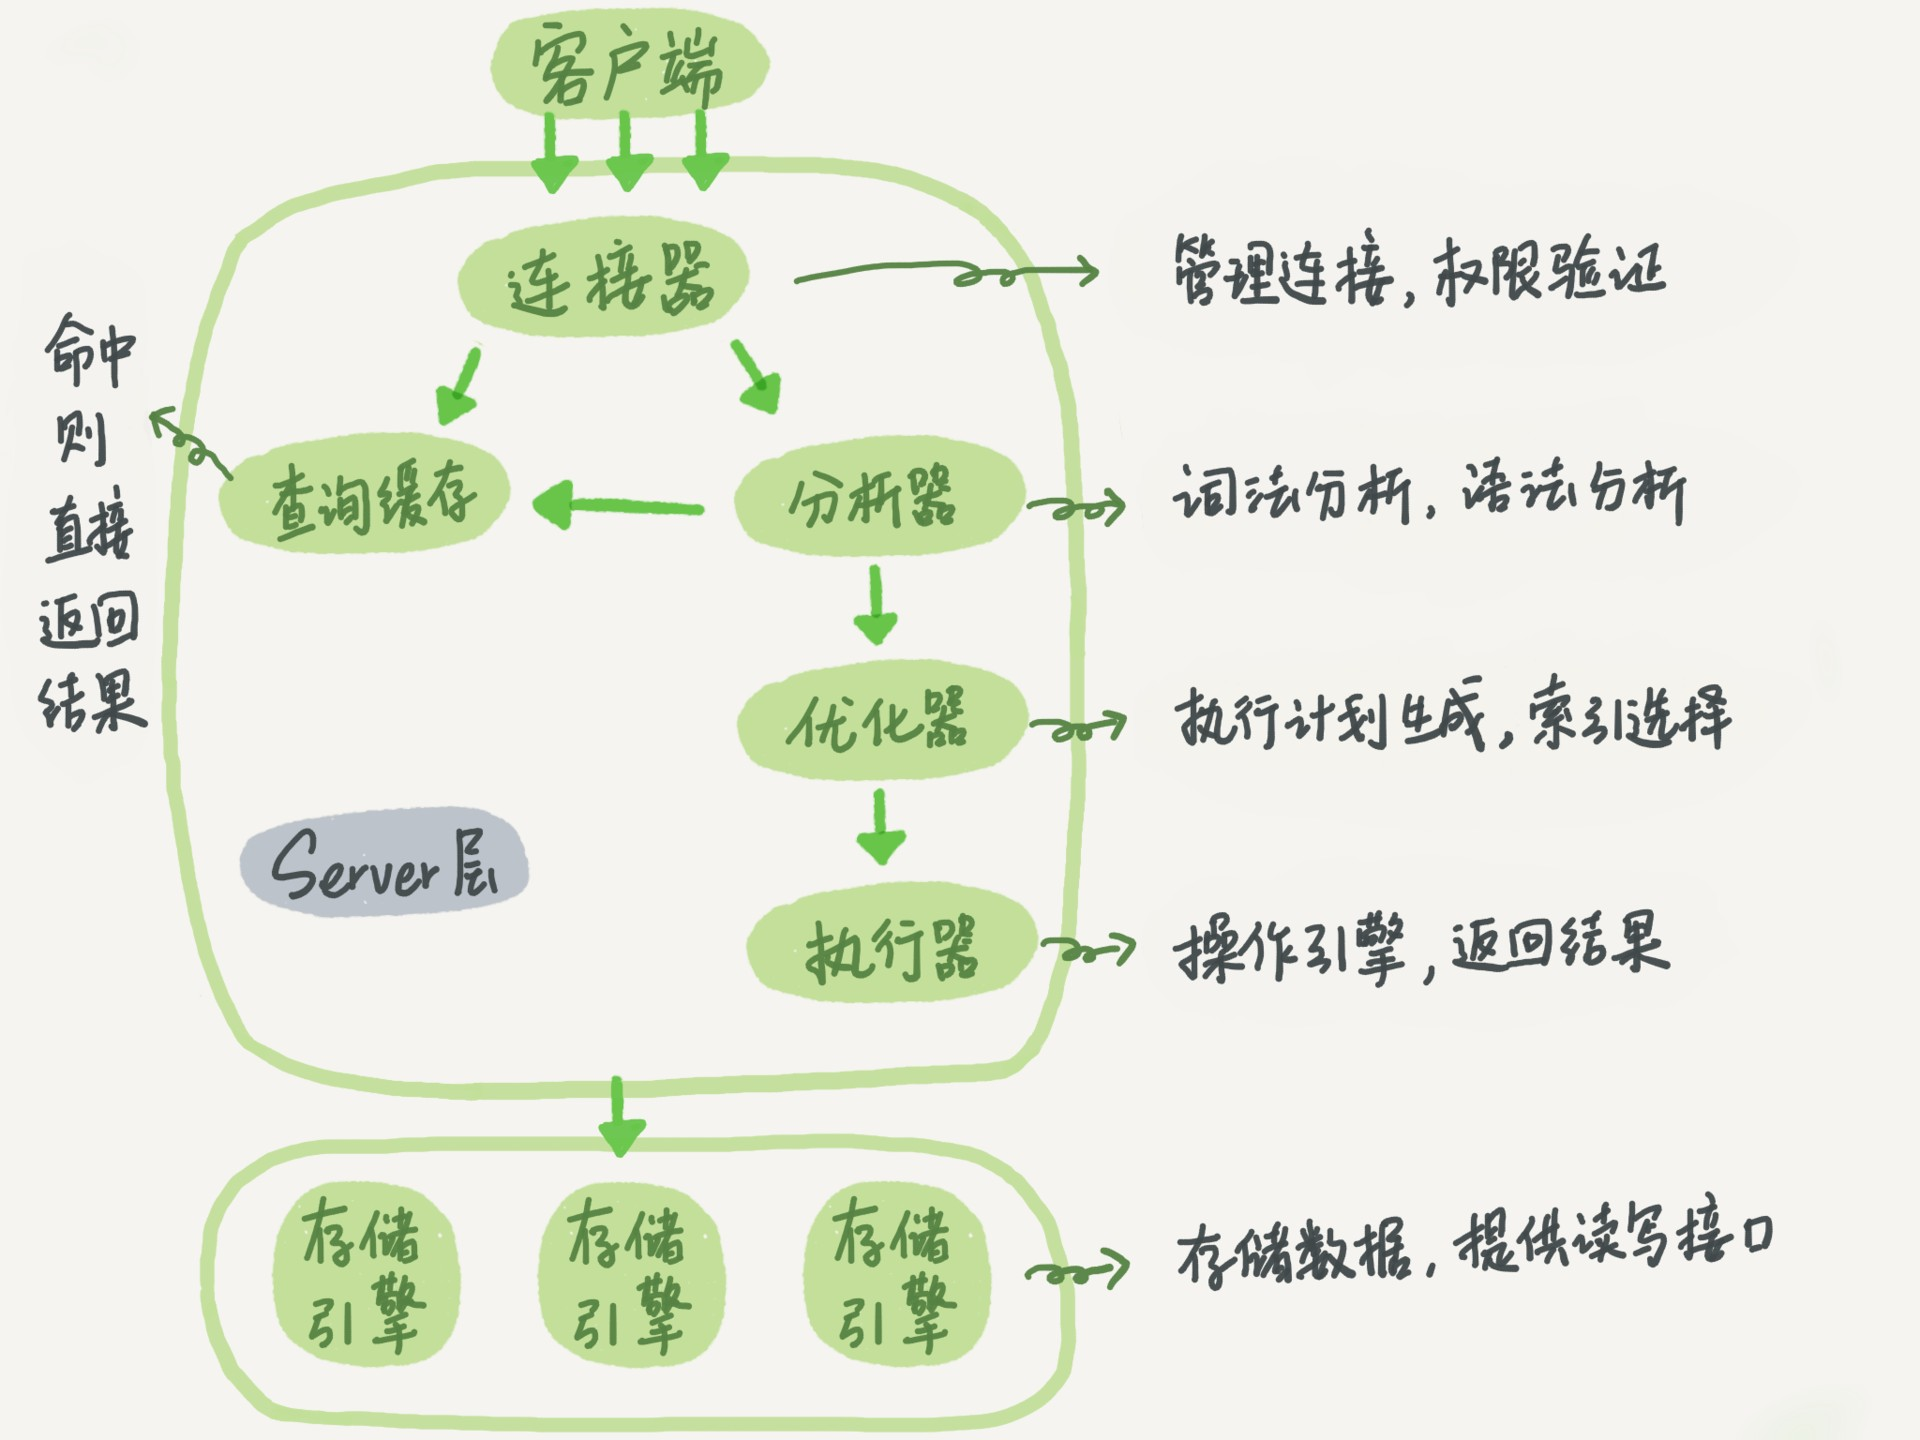 客户端
连接器
管理连接,权限验证
命中
则
直接
返回
结果
查询缓存
分析器
词法分析,语法分析
优化器
执行计划生成,索引选择
Server层
执行器
操作引擎,返回结果
存储
引擎
存储
引擎
存储
引擎
存储数据,提供读写接口